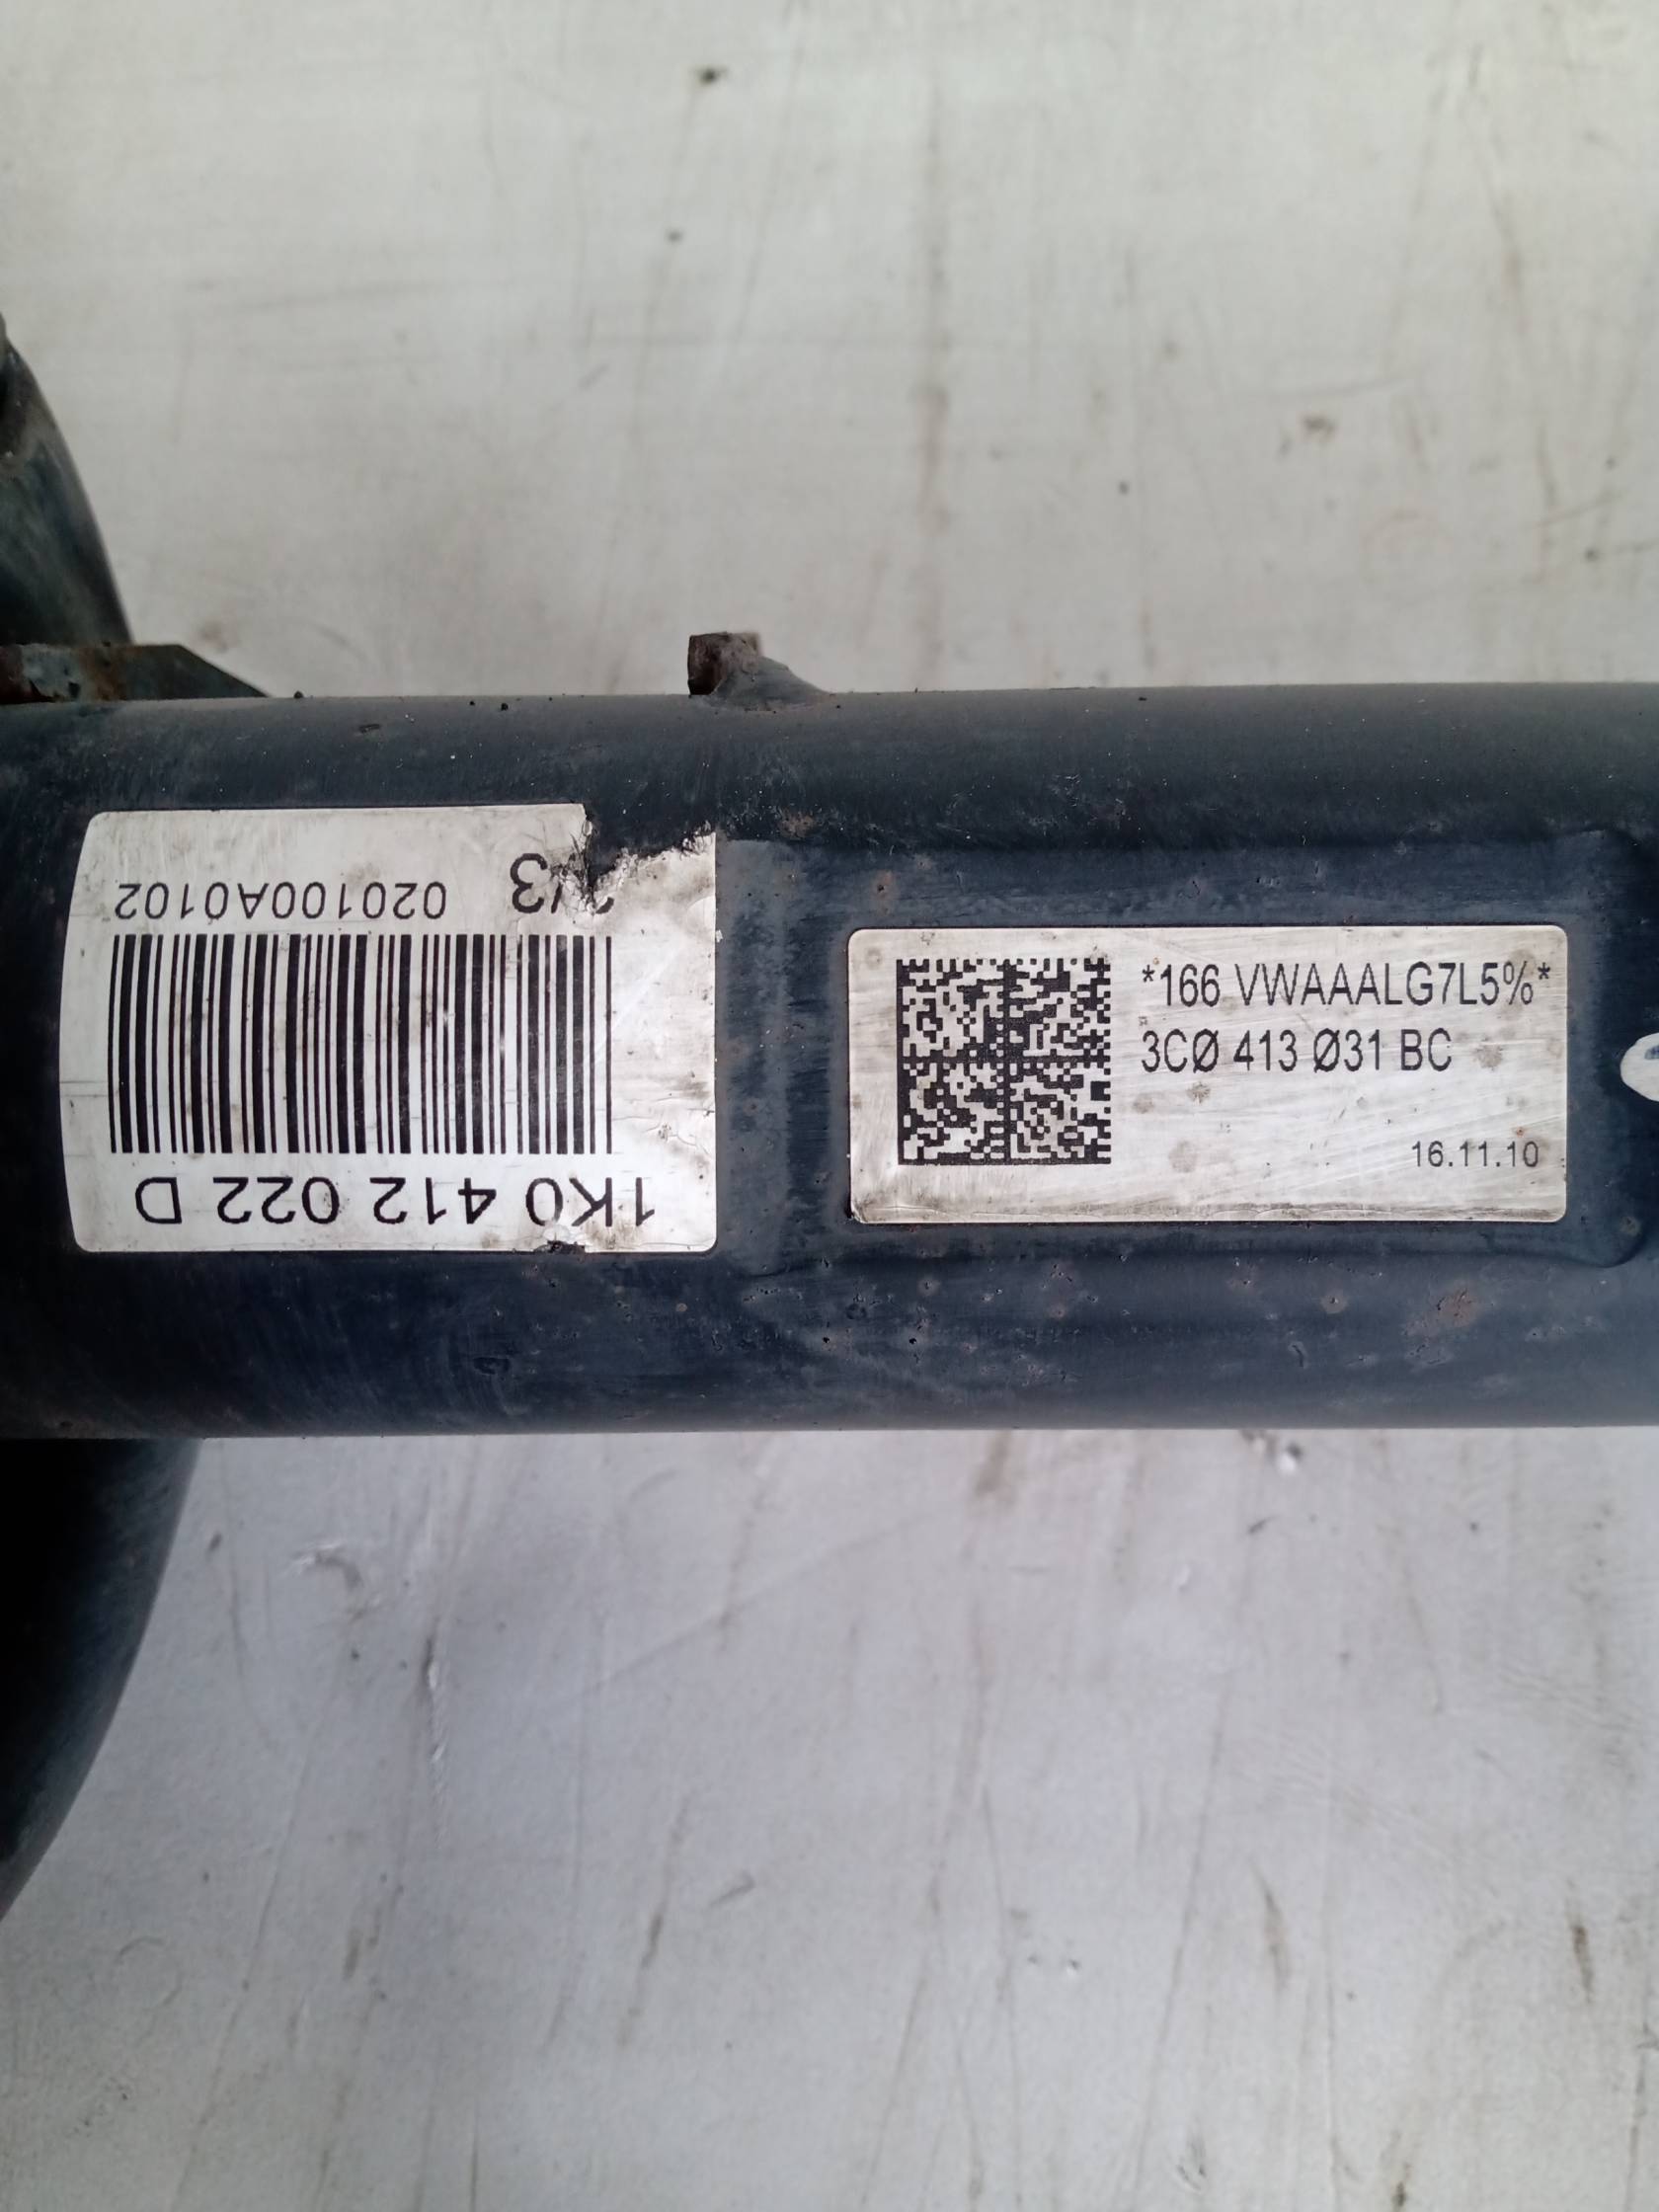 1K0 412 022 D
020100A0102
*166 VWAAALG7L5%*
3CØ 413 Ø31 BC
16.11.10